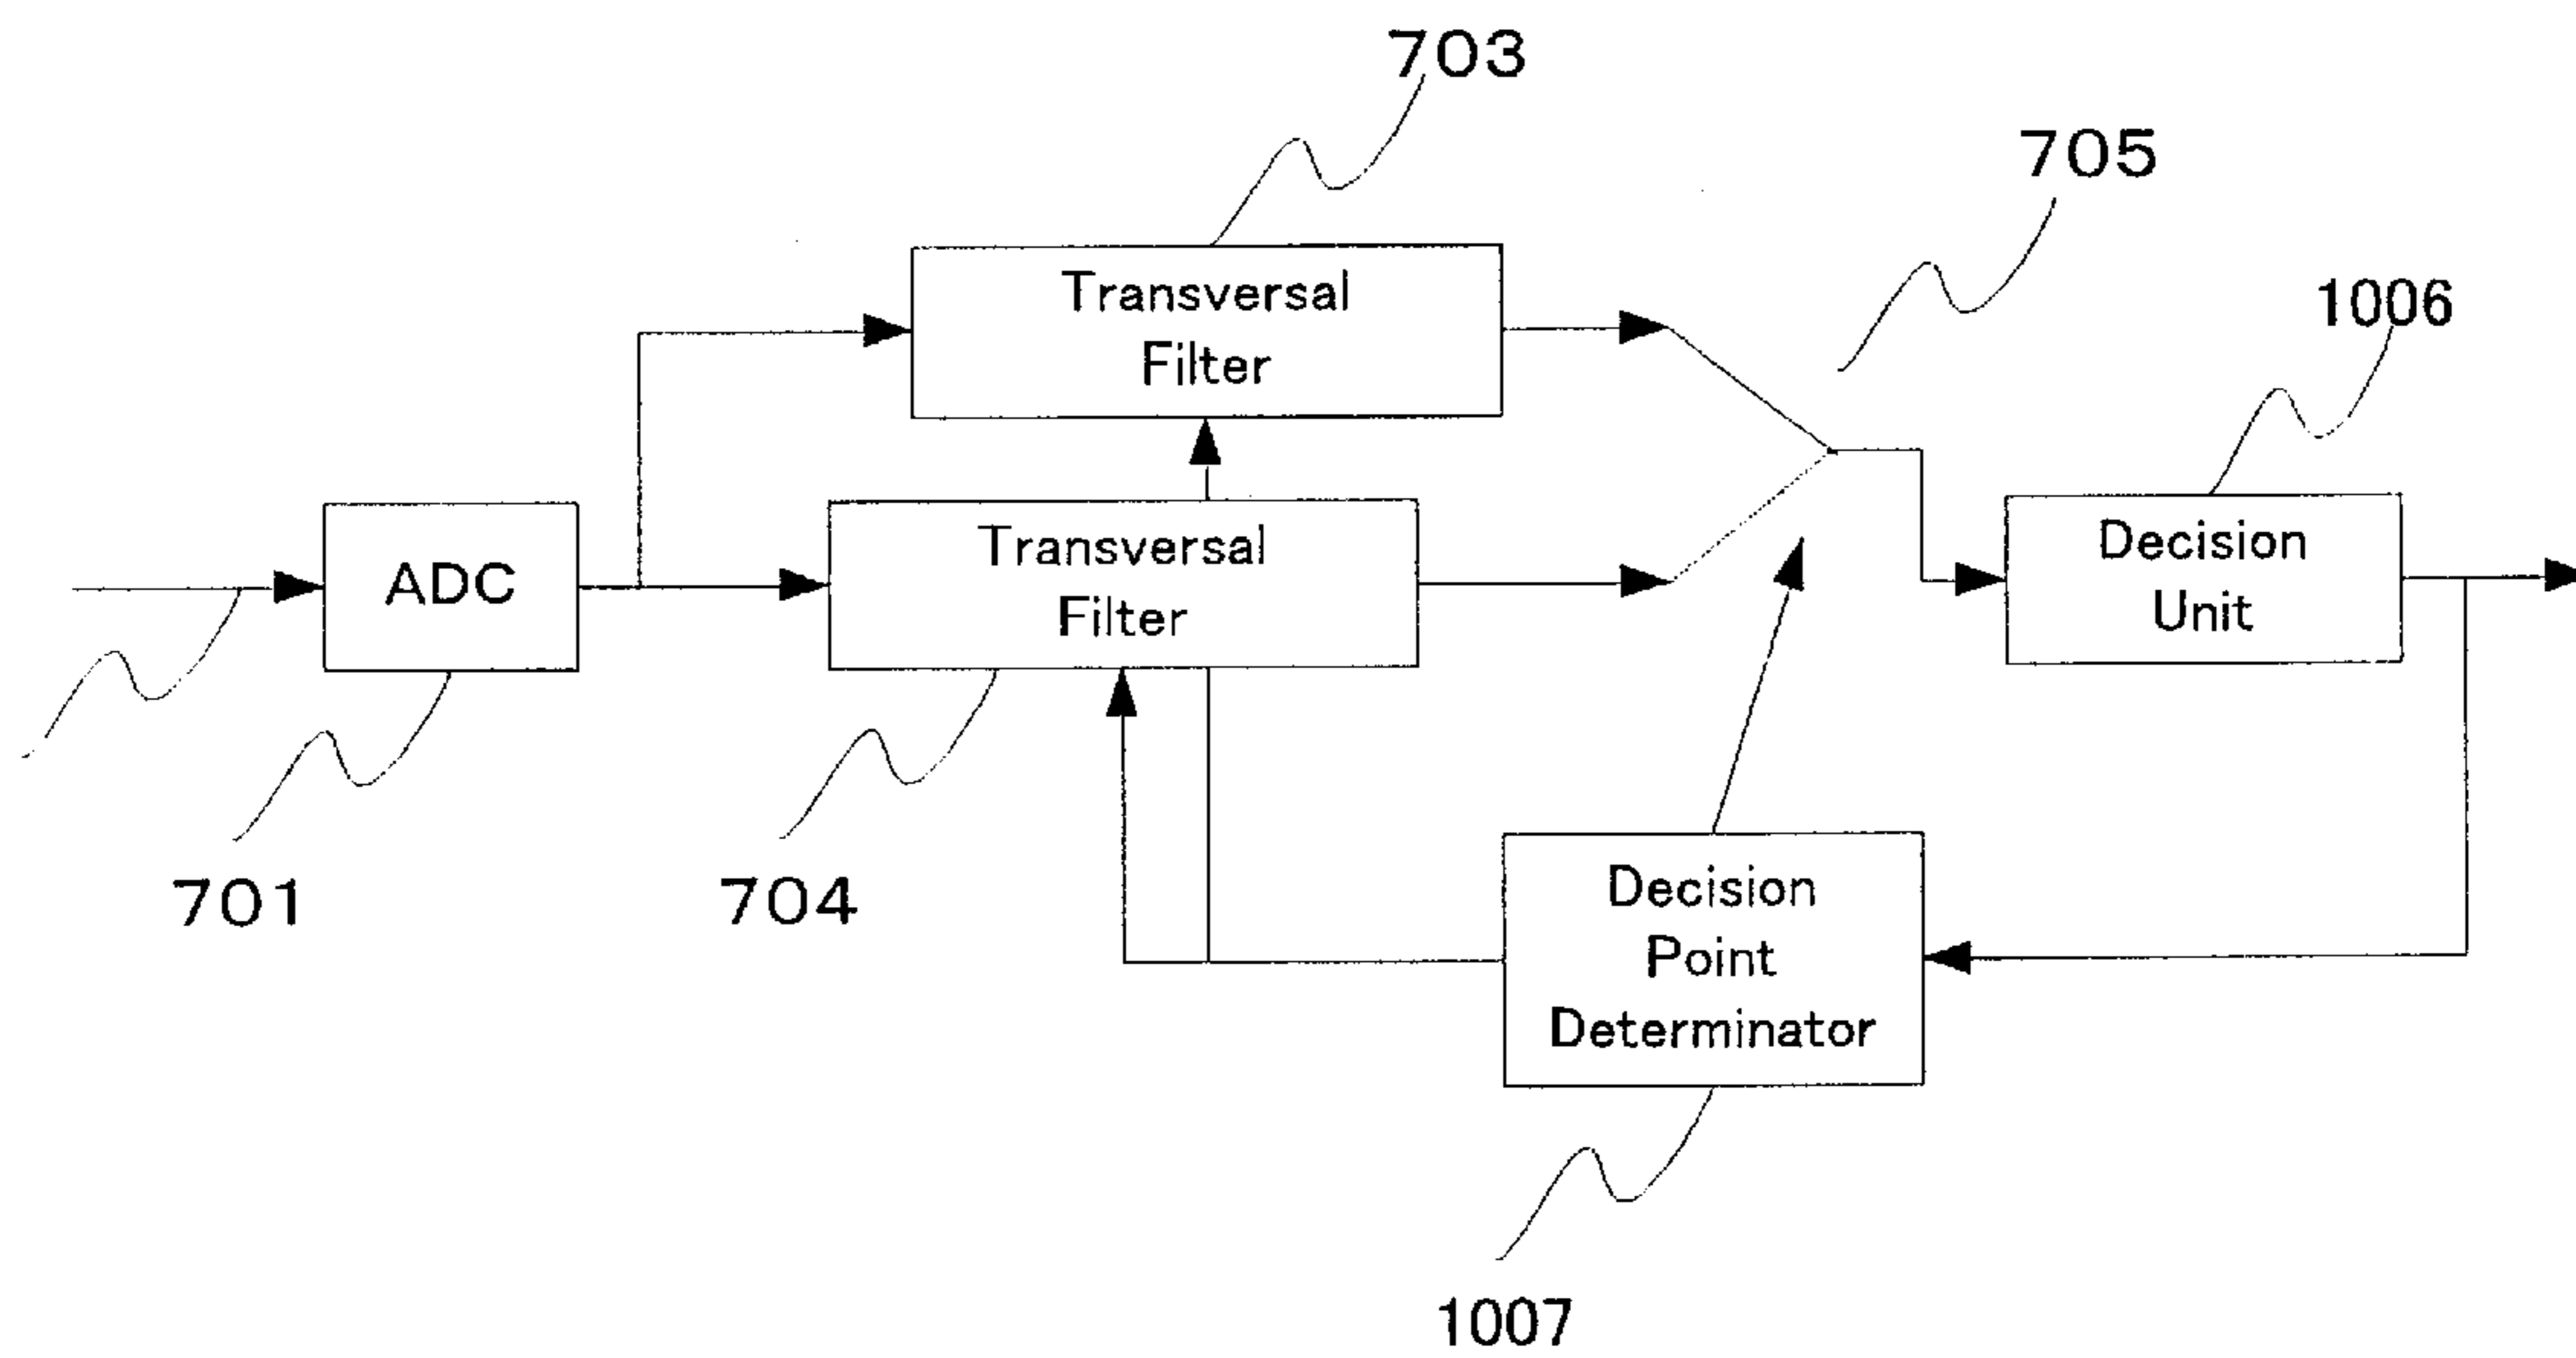 703
705
Transversal
Filter
1006
ADC
Transversal
Filter
Decision
Unit
701
704
Decision
Point
Determinator
1007